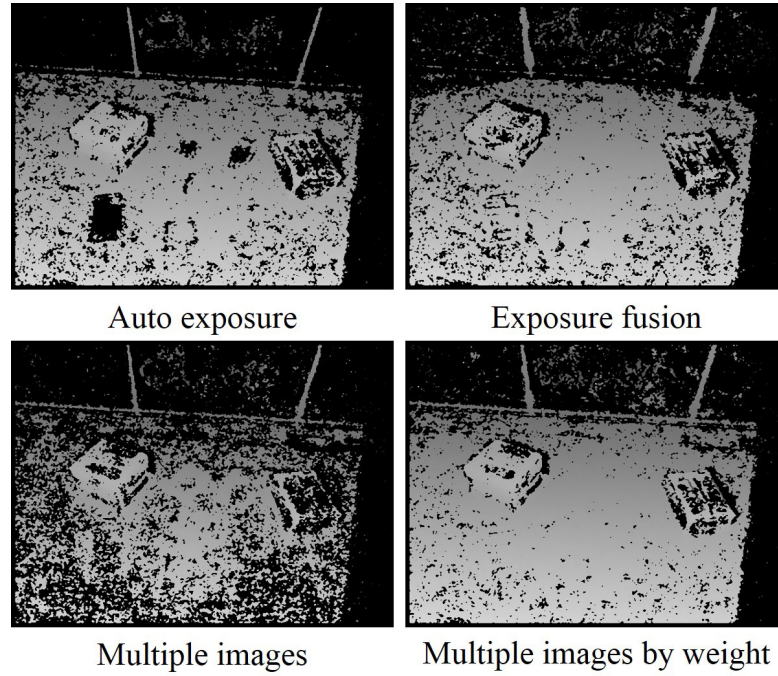 Auto exposure
Exposure fusion
Multiple images
Multiple images by weight